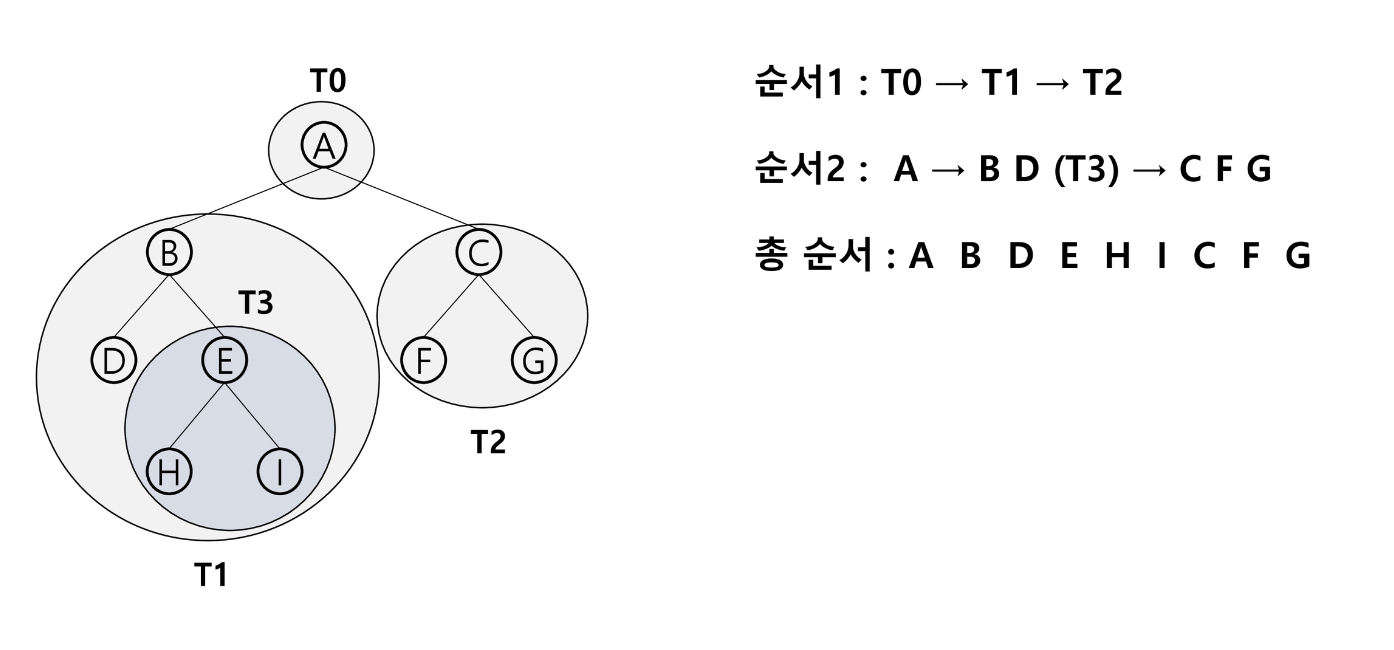 T0
A
B
C
T3
D
E
F
G
H
I
T2
T1
순서1 : T0 → T1 → T2
순서2 : A → B D (T3) → C F G
총 순서 : A B D E H I C F G